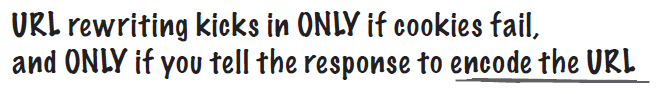 URL rewriting kicks in ONLY if cookies fail,
and ONLY if you tell the response to encode the URL